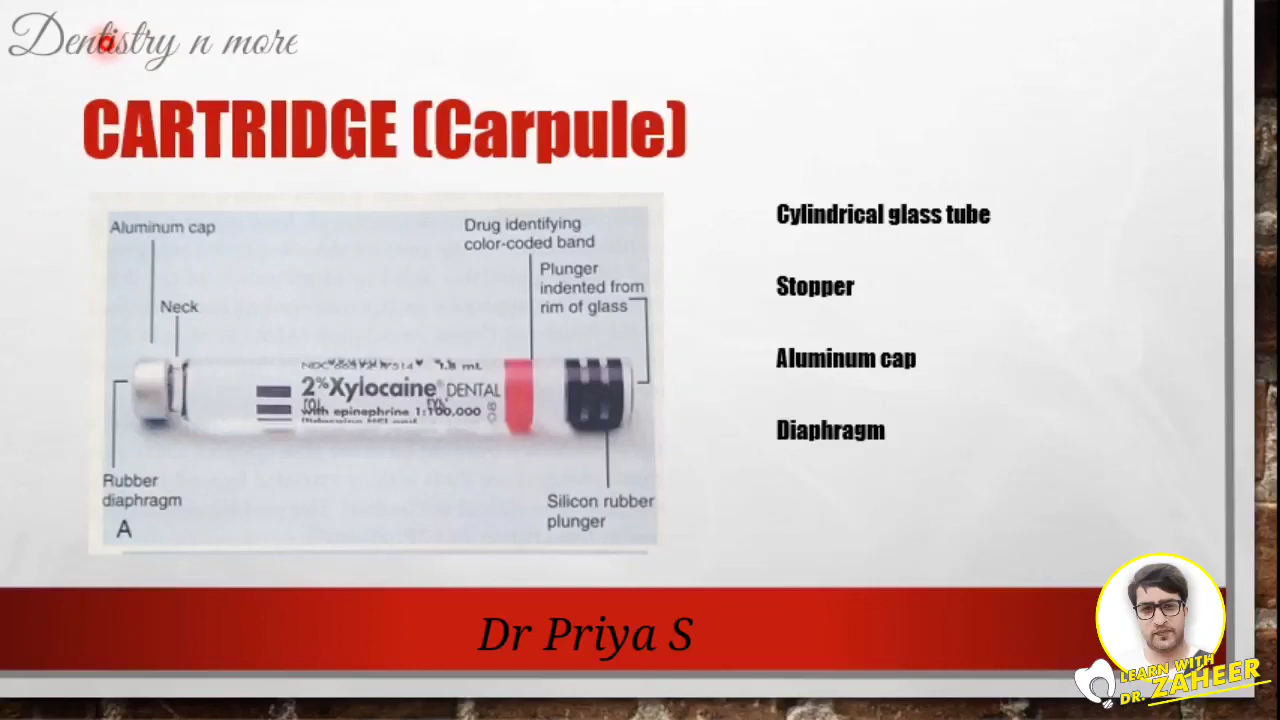 Dentistry n more
CARTRIDGE (Carpule)
Aluminum cap
Neck
Drug identifying
color-coded band
Plunger
indented from
rim of glass
1.8 mL
2% Xylocaine® DENTAL
with epinephrine 1:100,000
Rubber
diaphragm
Silicon rubber
plunger
A
Cylindrical glass tube
Stopper
Aluminum cap
Diaphragm
Dr Priya S
LEARN WITH
DR. ZAHEER